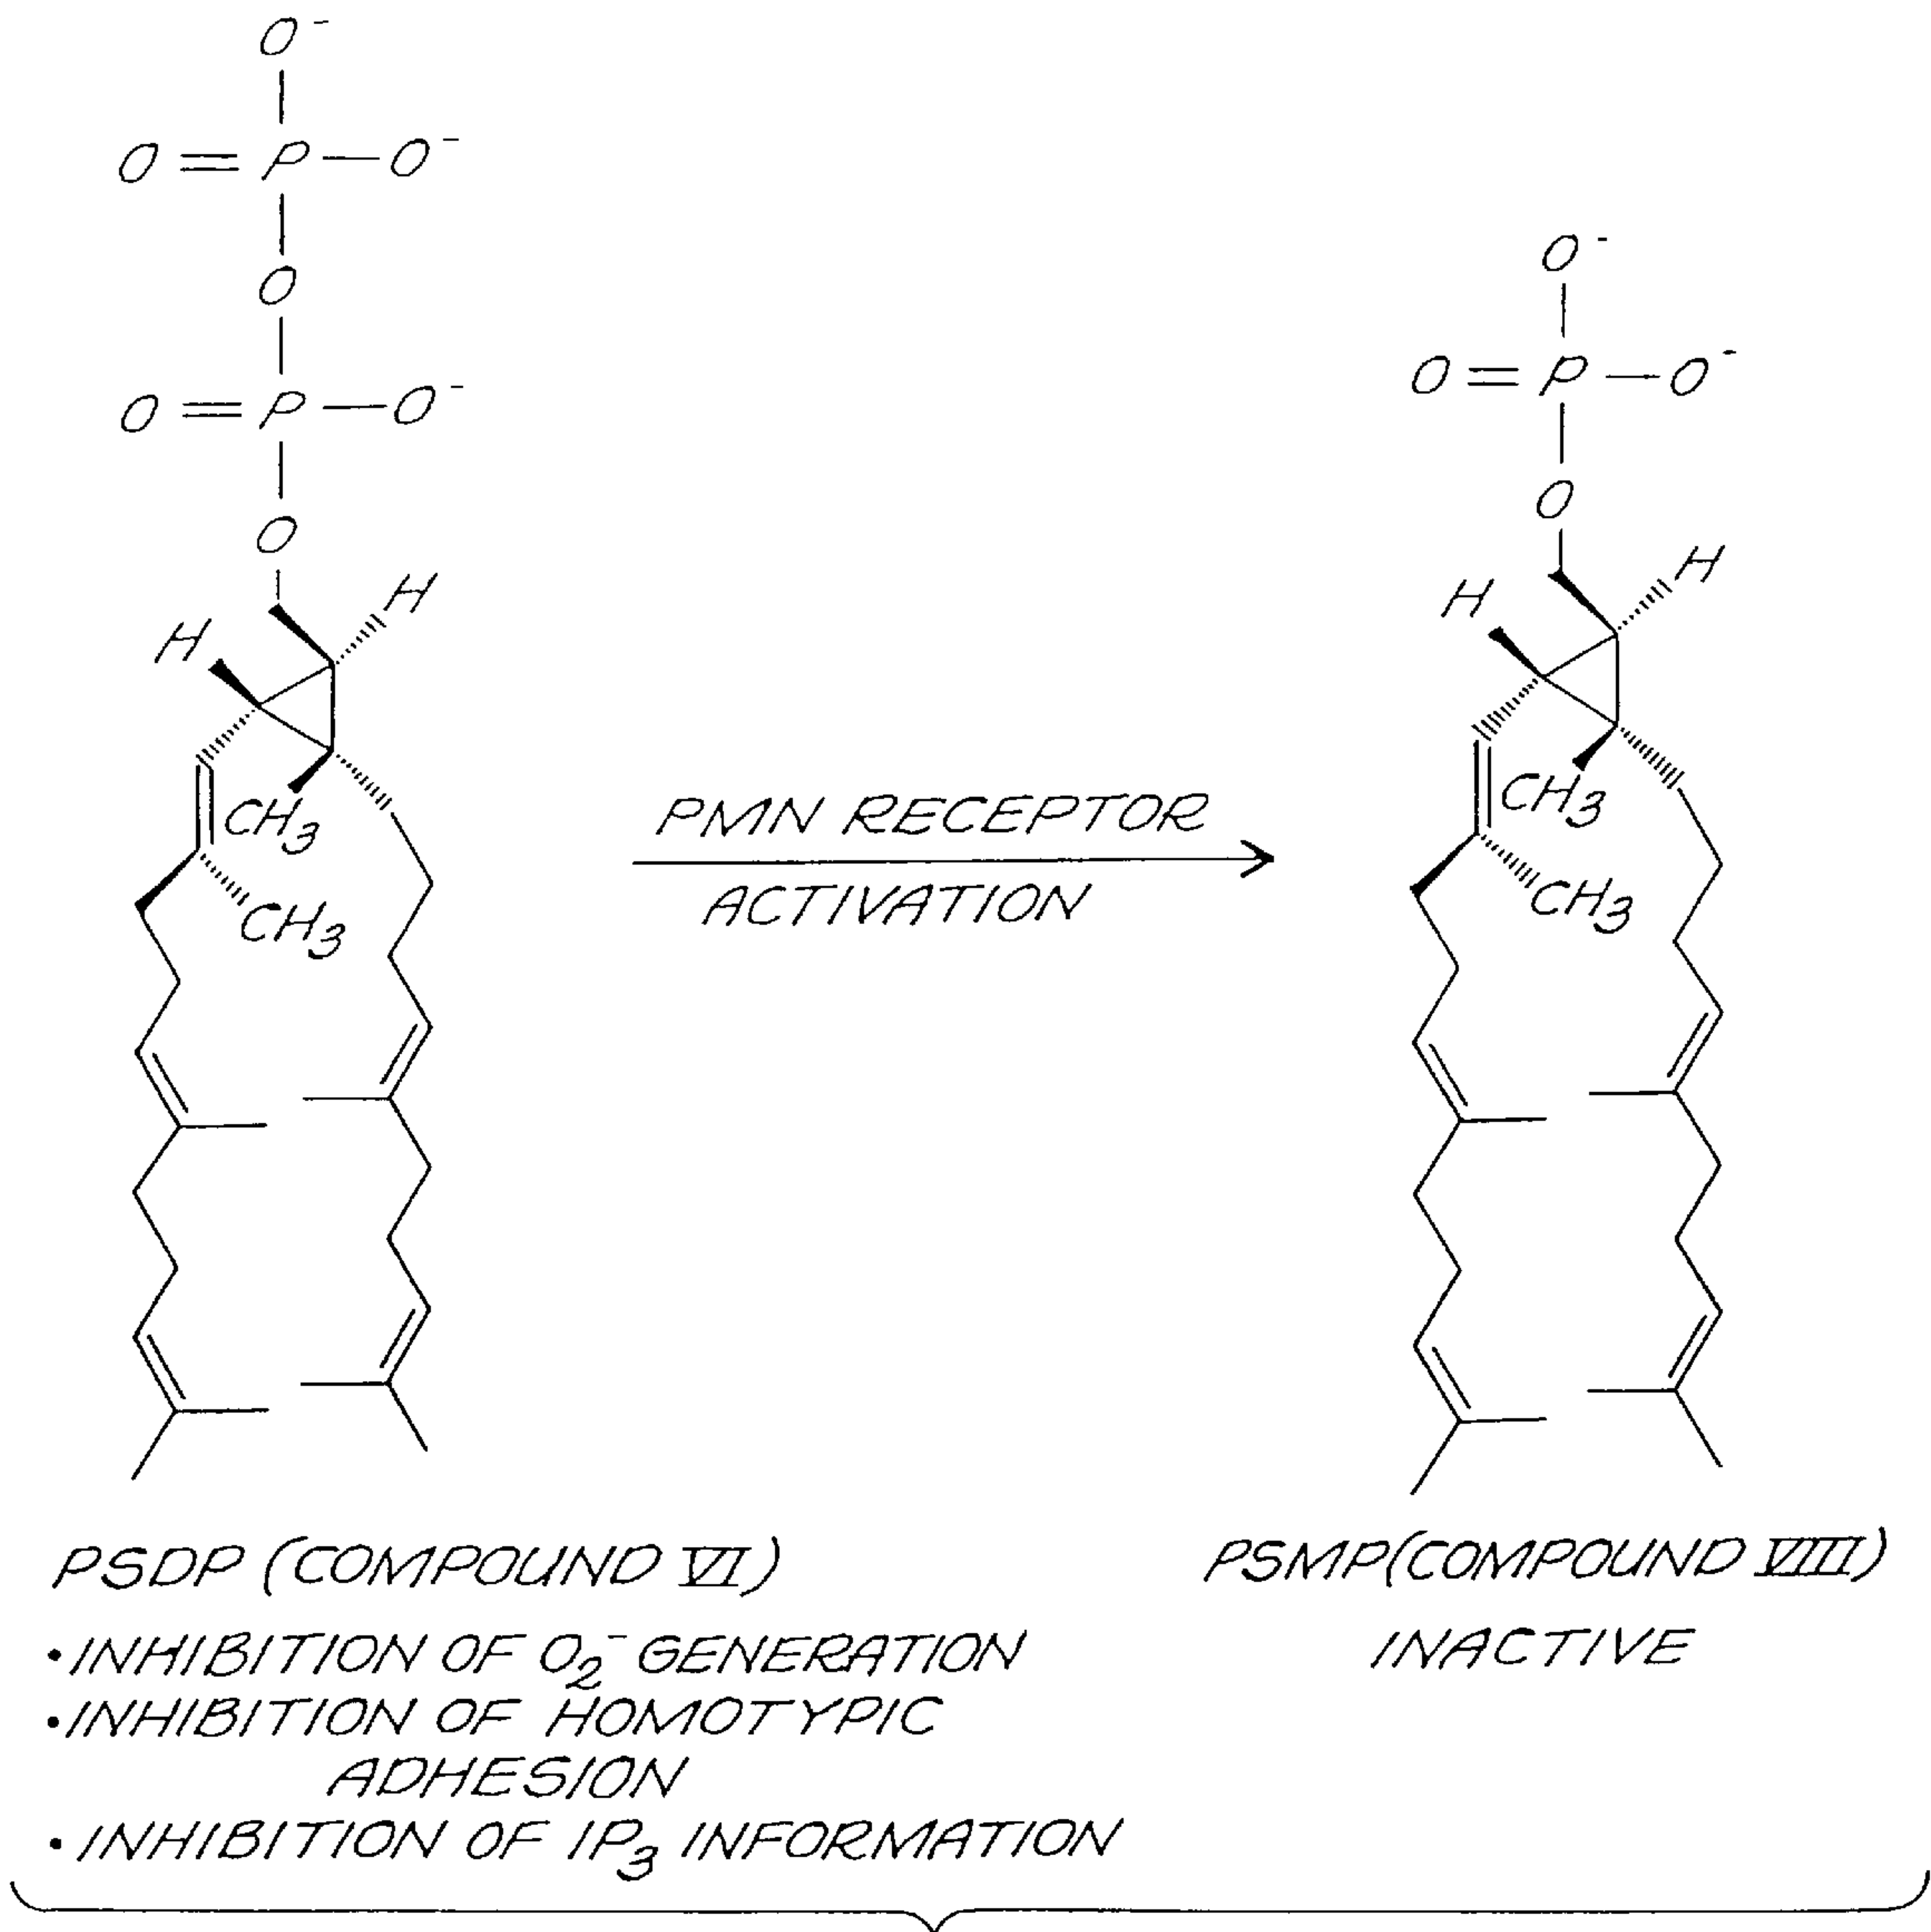 O⁻
O = P — O⁻
O
O = P — O⁻
O
H
H
CH₃
CH₃
PMN RECEPTOR
ACTIVATION
O⁻
O = P — O⁻
O
H
H
CH₃
CH₃
PSDP (COMPOUND VI)
• INHIBITION OF O₂⁻ GENERATION
• INHIBITION OF HOMOTYPIC
ADHESION
• INHIBITION OF IP₃ INFORMATION
PSMP(COMPOUND VIII)
INACTIVE